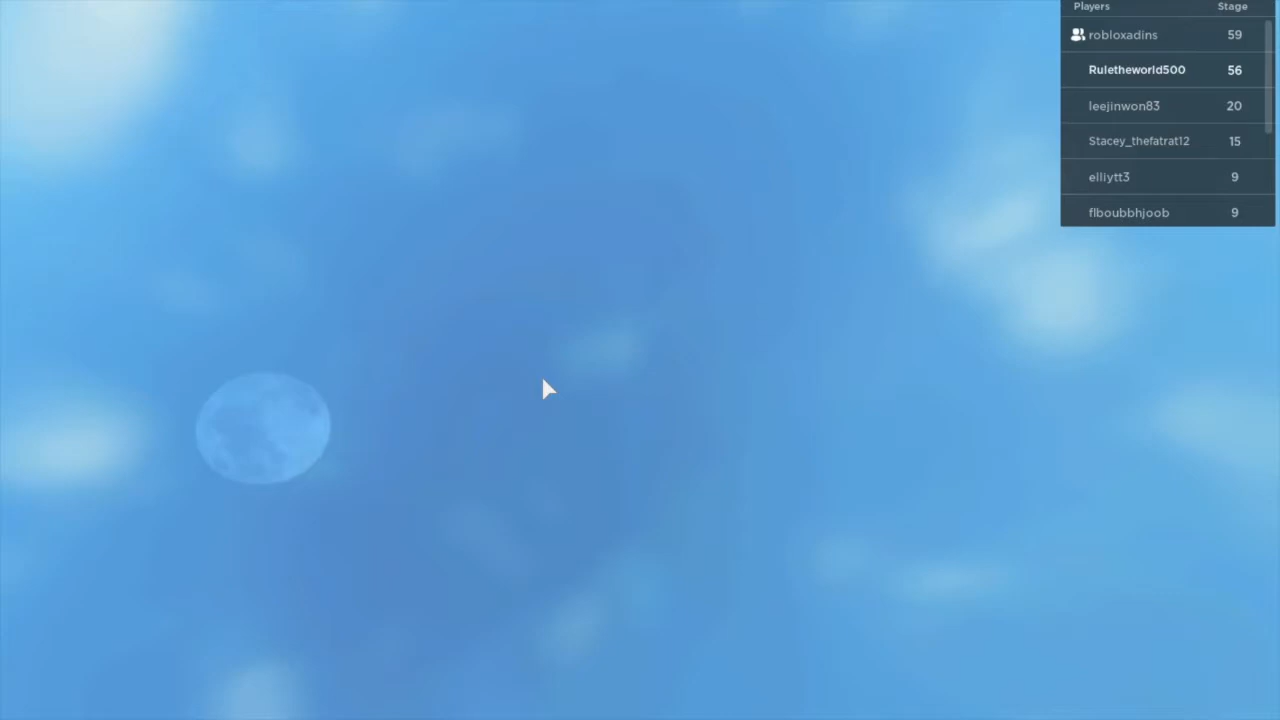 Players Stage
robloxadins 59
Ruletheworld500 56
leejinwon83 20
Stacey_thefatrat12 15
elliytt3 9
flboubbhjoob 9